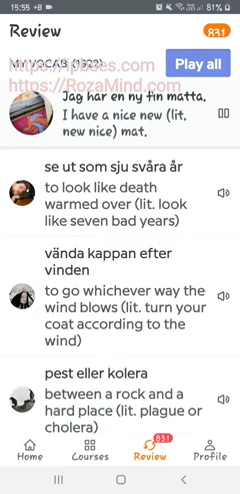 15:55 +B
81%
Review
831
MY VOCAB (1622)
Play all
https://ipaces.com
https://RozaMind.com
Jag har en ny fin matta.
I have a nice new (lit.
new nice) mat.
se ut som sju svåra år
to look like death
warmed over (lit. look
like seven bad years)
vända kappan efter
vinden
to go whichever way the
wind blows (lit. turn your
coat according to the
wind)
pest eller kolera
between a rock and a
hard place (lit. plague or
cholera)
831
Home Courses Review Profile